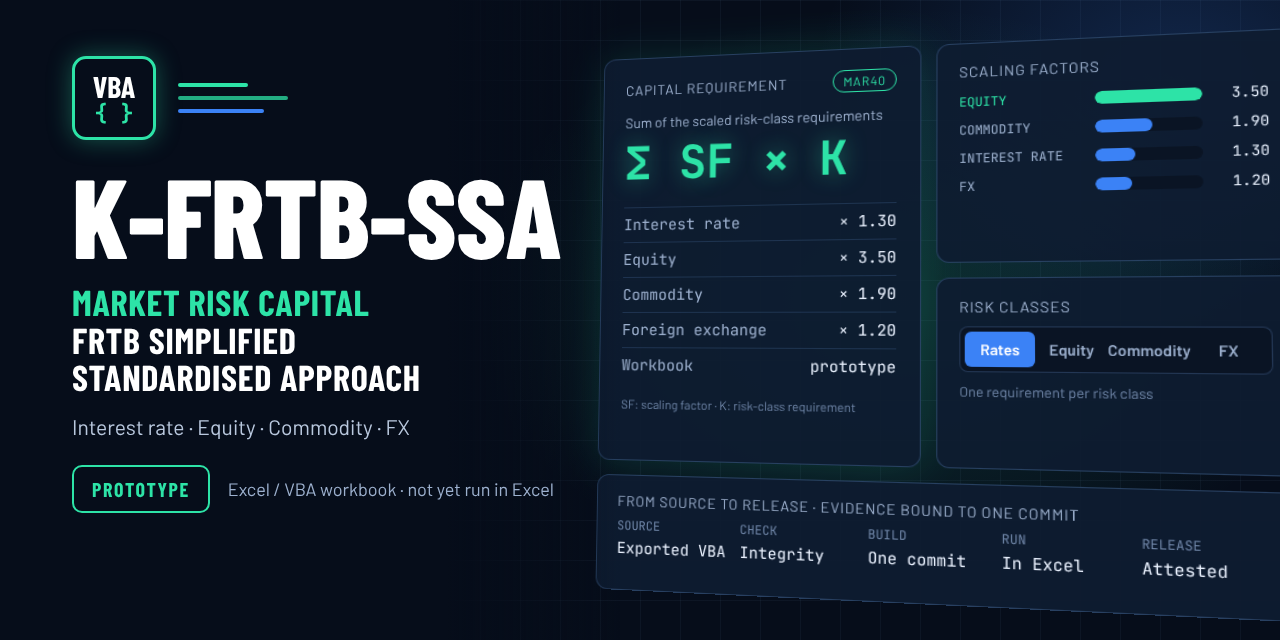 VBA
{ }
K-FRTB-SSA
MARKET RISK CAPITAL
FRTB SIMPLIFIED
STANDARDISED APPROACH
Interest rate · Equity · Commodity · FX
PROTOTYPE
Excel / VBA workbook · not yet run in Excel
CAPITAL REQUIREMENT
MAR40
Sum of the scaled risk-class requirements
Σ SF × K
Interest rate × 1.30
Equity × 3.50
Commodity × 1.90
Foreign exchange × 1.20
Workbook prototype
SF: scaling factor · K: risk-class requirement
SCALING FACTORS
EQUITY 3.50
COMMODITY 1.90
INTEREST RATE 1.30
FX 1.20
RISK CLASSES
Rates Equity Commodity FX
One requirement per risk class
FROM SOURCE TO RELEASE · EVIDENCE BOUND TO ONE COMMIT
SOURCE CHECK BUILD RUN RELEASE
Exported VBA Integrity One commit In Excel Attested